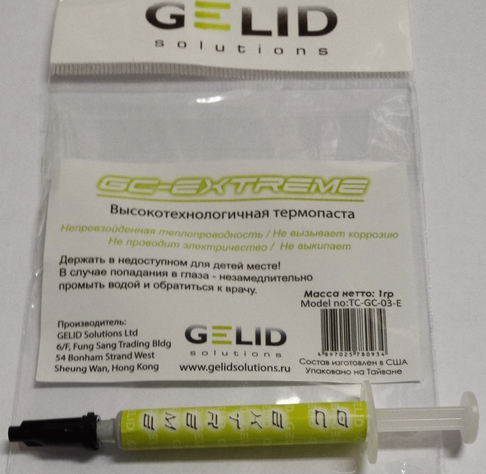 GELID
solutions
GC-EXTREME
Высокотехнологичная термопаста
Непревзойденная теплопроводность / Не вызывает коррозию
Не проводит электричество / Не выкипает
Держать в недоступном для детей месте!
В случае попадания в глаза - незамедлительно
промыть водой и обратиться к врачу.
Масса нетто: 1гр
Model no:TC-GC-03-E
Производитель:
GELID Solutions Ltd
6/F, Fung Sang Trading Bldg
54 Bonham Strand West
Sheung Wan, Hong Kong
GELID
solutions
www.gelidsolutions.ru
4 897025 780934
Состав изготовлен в США
Упаковано на Тайване
GC EXTREME